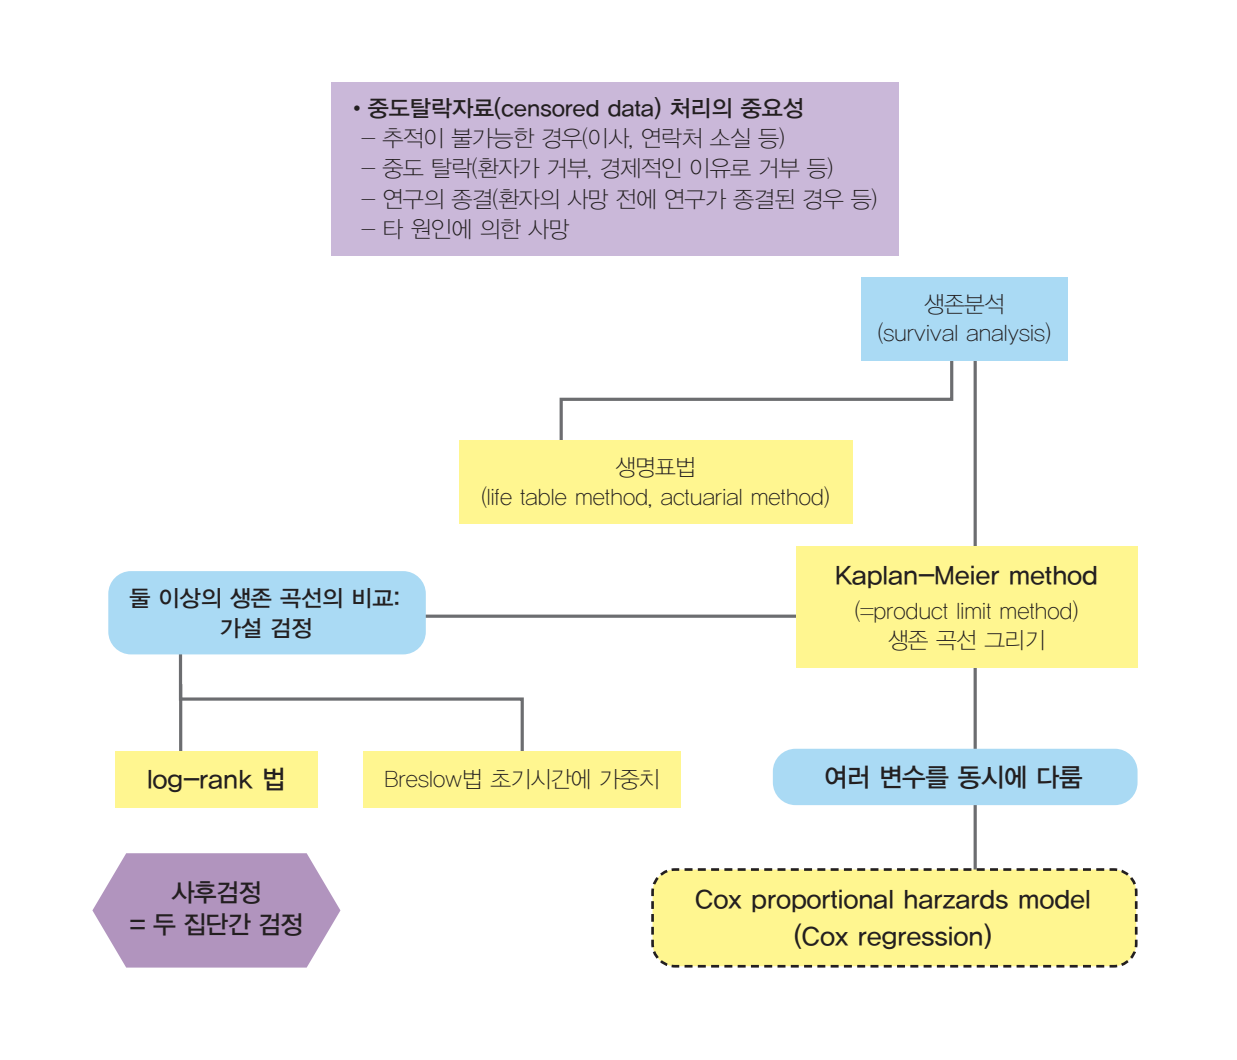 • 중도탈락자료(censored data) 처리의 중요성
– 추적이 불가능한 경우(이사, 연락처 소실 등)
– 중도 탈락(환자가 거부, 경제적인 이유로 거부 등)
– 연구의 종결(환자의 사망 전에 연구가 종결된 경우 등)
– 타 원인에 의한 사망
생존분석
(survival analysis)
생명표법
(life table method, actuarial method)
Kaplan–Meier method
(=product limit method)
생존 곡선 그리기
둘 이상의 생존 곡선의 비교:
가설 검정
log–rank 법
Breslow법 초기시간에 가중치
여러 변수를 동시에 다룸
사후검정
= 두 집단간 검정
Cox proportional harzards model
(Cox regression)